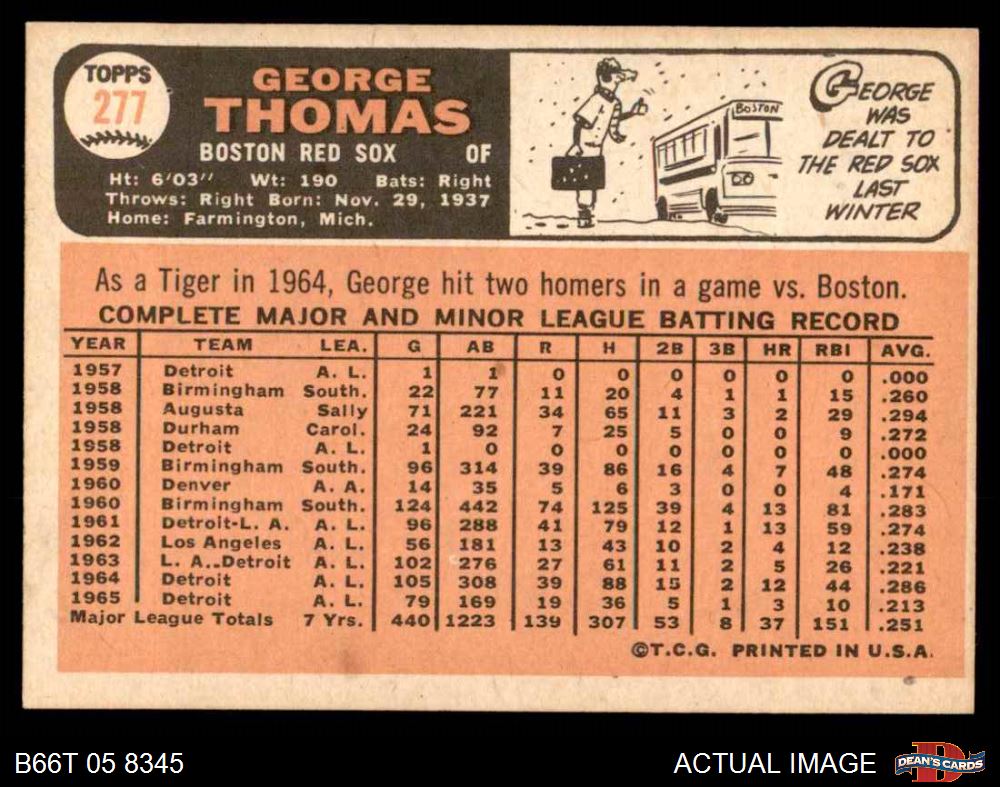 TOPPS
277
GEORGE
THOMAS
BOSTON RED SOX OF
Ht: 6'03" Wt: 190 Bats: Right
Throws: Right Born: Nov. 29, 1937
Home: Farmington, Mich.
BOSTON
GEORGE
WAS
DEALT TO
THE RED SOX
LAST
WINTER
As a Tiger in 1964, George hit two homers in a game vs. Boston.
COMPLETE MAJOR AND MINOR LEAGUE BATTING RECORD
YEAR TEAM LEA. G AB R H 2B 3B HR RBI AVG.
1957 Detroit A. L. 1 1 0 0 0 0 0 0 .000
1958 Birmingham South. 22 77 11 20 4 1 1 15 .260
1958 Augusta Sally 71 221 34 65 11 3 2 29 .294
1958 Durham Carol. 24 92 7 25 5 0 0 9 .272
1958 Detroit A. L. 1 0 0 0 0 0 0 0 .000
1959 Birmingham South. 96 314 39 86 16 4 7 48 .274
1960 Denver A. A. 14 35 5 6 3 0 0 4 .171
1960 Birmingham South. 124 442 74 125 39 4 13 81 .283
1961 Detroit-L. A. A. L. 96 288 41 79 12 1 13 59 .274
1962 Los Angeles A. L. 56 181 13 43 10 2 4 12 .238
1963 L. A..Detroit A. L. 102 276 27 61 11 2 5 26 .221
1964 Detroit A. L. 105 308 39 88 15 2 12 44 .286
1965 Detroit A. L. 79 169 19 36 5 1 3 10 .213
Major League Totals 7 Yrs. 440 1223 139 307 53 8 37 151 .251
©T.C.G. PRINTED IN U.S.A.
B66T 05 8345
ACTUAL IMAGE
D
DEAN'S CARDS